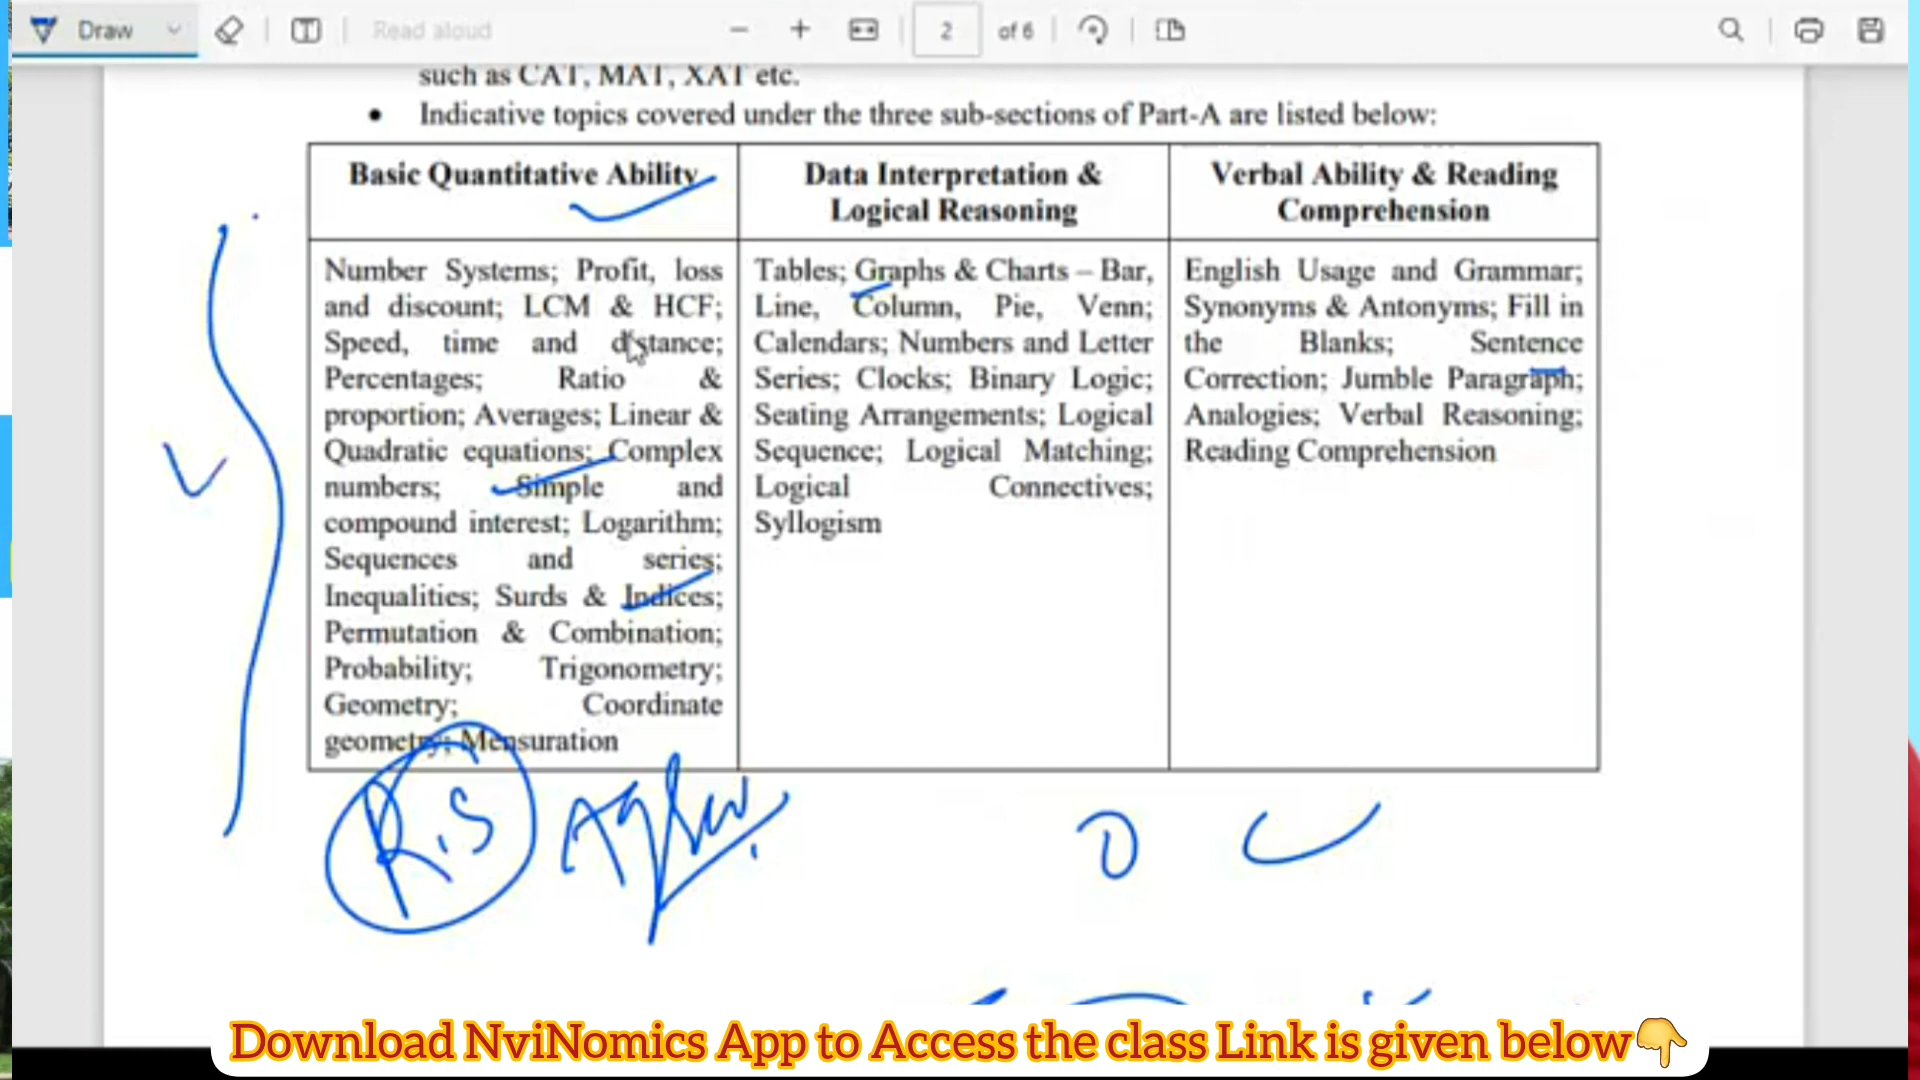 Draw
Read aloud
2 of 6
such as CAT, MAT, XAT etc.
• Indicative topics covered under the three sub-sections of Part-A are listed below:
Basic Quantitative Ability
Data Interpretation &
Logical Reasoning
Verbal Ability & Reading
Comprehension
Number Systems; Profit, loss
and discount; LCM & HCF;
Speed, time and distance;
Percentages; Ratio &
proportion; Averages; Linear &
Quadratic equations; Complex
numbers; Simple and
compound interest; Logarithm;
Sequences and series;
Inequalities; Surds & Indices;
Permutation & Combination;
Probability; Trigonometry;
Geometry; Coordinate
geometry; Mensuration
Tables; Graphs & Charts – Bar,
Line, Column, Pie, Venn;
Calendars; Numbers and Letter
Series; Clocks; Binary Logic;
Seating Arrangements; Logical
Sequence; Logical Matching;
Logical Connectives;
Syllogism
English Usage and Grammar;
Synonyms & Antonyms; Fill in
the Blanks; Sentence
Correction; Jumble Paragraph;
Analogies; Verbal Reasoning;
Reading Comprehension
R.S
Download NviNomics App to Access the class Link is given below👇